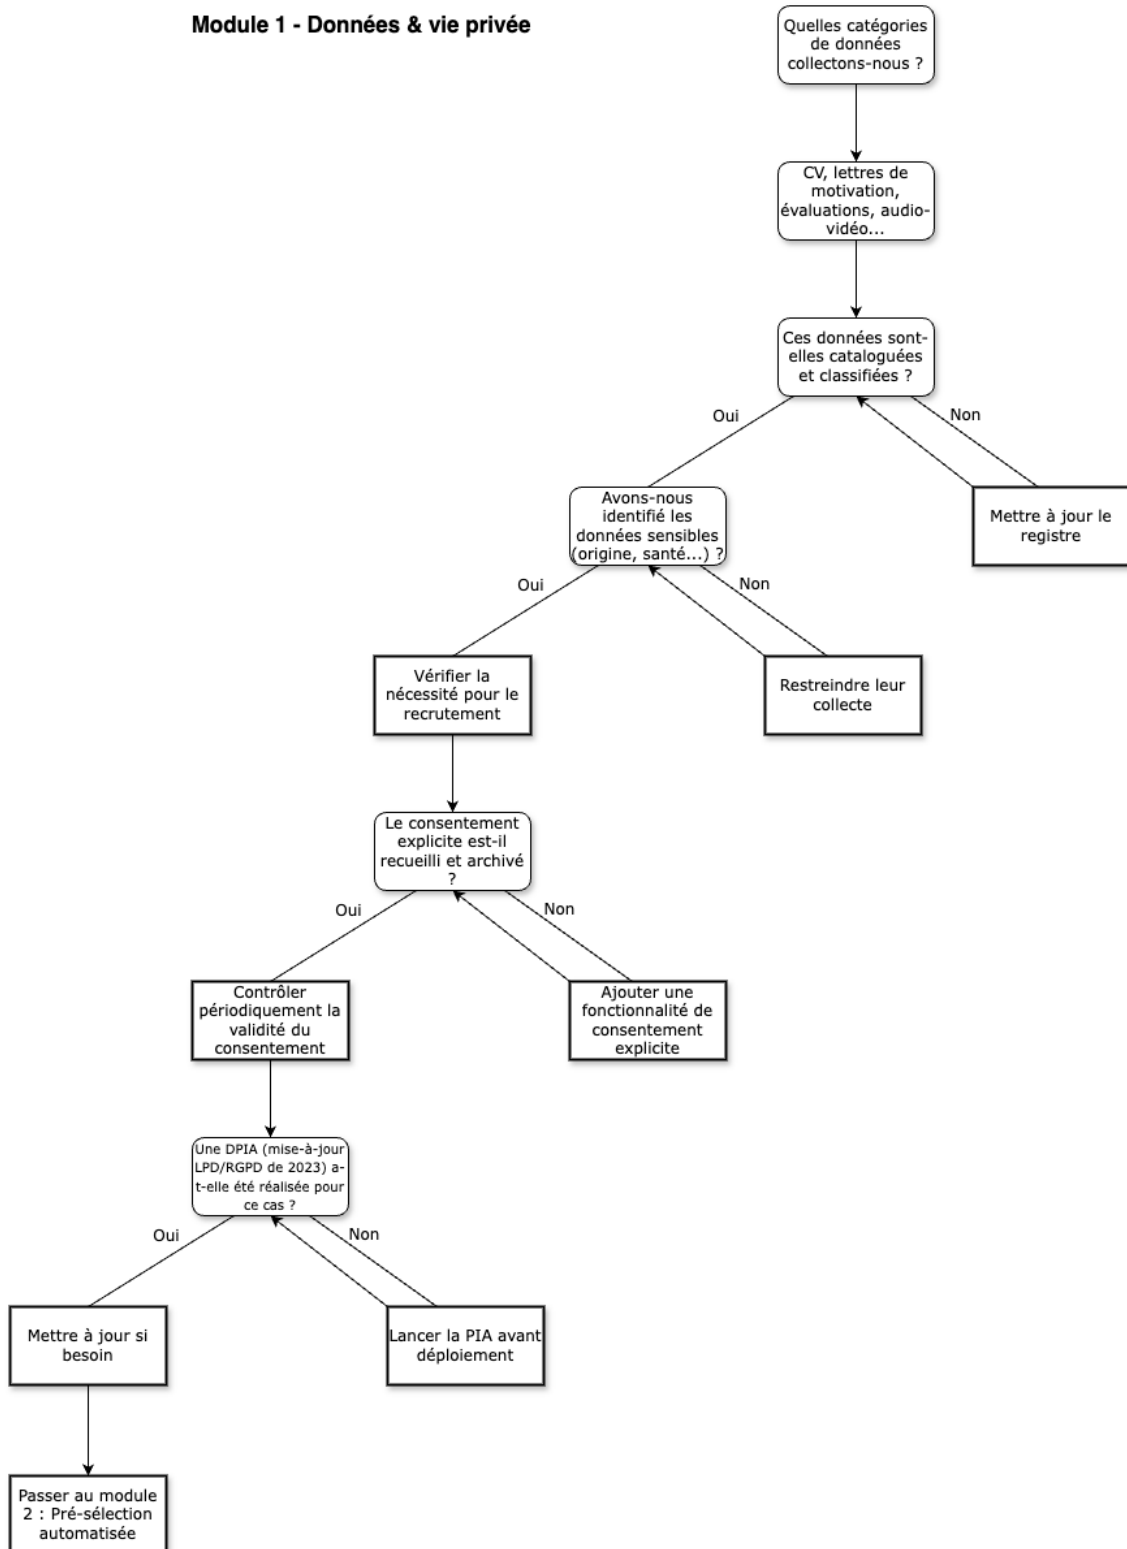 Module 1 - Données & vie privée
Quelles catégories
de données
collectons-nous ?
CV, lettres de
motivation,
évaluations, audio-
vidéo...
Ces données sont-
elles cataloguées
et classifiées ?
Oui
Non
Avons-nous
identifié les
données sensibles
(origine, santé...) ?
Mettre à jour le
registre
Oui
Non
Vérifier la
nécessité pour le
recrutement
Restreindre leur
collecte
Le consentement
explicite est-il
recueilli et archivé
?
Oui
Non
Contrôler
périodiquement la
validité du
consentement
Ajouter une
fonctionnalité de
consentement
explicite
Une DPIA (mise-à-jour
LPD/RGPD de 2023) a-
t-elle été réalisée pour
ce cas ?
Oui
Non
Mettre à jour si
besoin
Lancer la PIA avant
déploiement
Passer au module
2 : Pré-sélection
automatisée